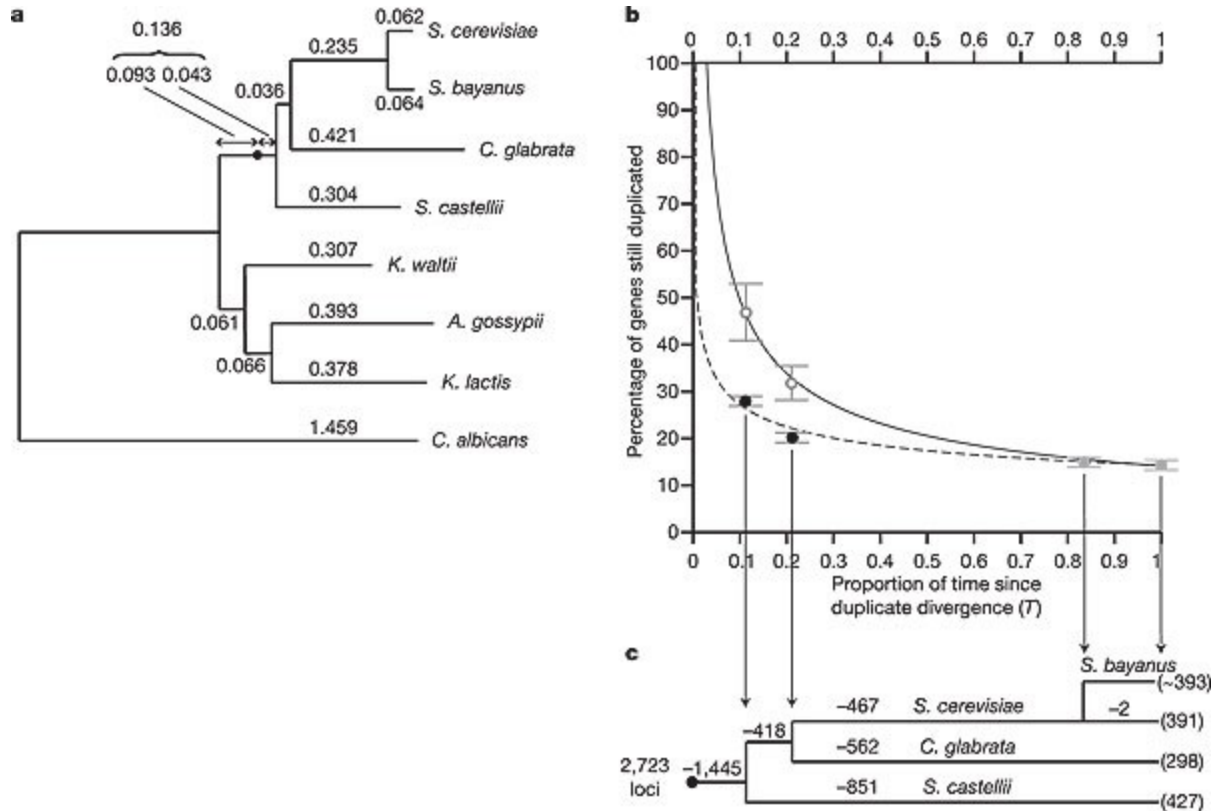 a
0.136
0.093 0.043
0.062
0.235
S. cerevisiae
0.036
S. bayanus
0.064
0.421
C. glabrata
0.304
S. castellii
0.307
K. waltii
0.061
0.393
A. gossypii
0.066
0.378
K. lactis
1.459
C. albicans
b
0 0.1 0.2 0.3 0.4 0.5 0.6 0.7 0.8 0.9 1
100
90
80
70
60
50
40
30
20
10
0
Percentage of genes still duplicated
0 0.1 0.2 0.3 0.4 0.5 0.6 0.7 0.8 0.9 1
Proportion of time since
duplicate divergence (T)
c
S. bayanus
(~393)
–467 S. cerevisiae
–2
(391)
–418
–562 C. glabrata
(298)
2,723
loci
–1,445
–851 S. castellii
(427)